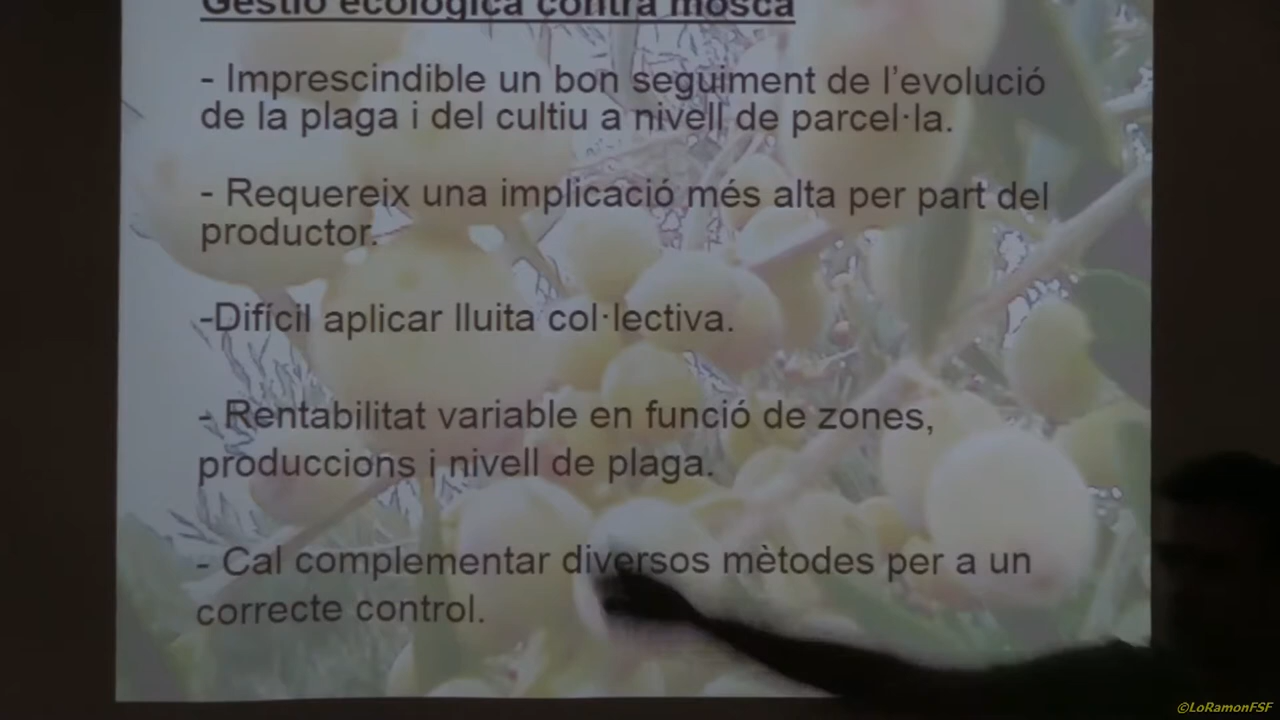 Gestió ecològica contra mosca
- Imprescindible un bon seguiment de l'evolució
de la plaga i del cultiu a nivell de parcel·la.
- Requereix una implicació més alta per part del
productor.
-Difícil aplicar lluita col·lectiva.
- Rentabilitat variable en funció de zones,
produccions i nivell de plaga.
- Cal complementar diversos mètodes per a un
correcte control.
©LoRamonFSF